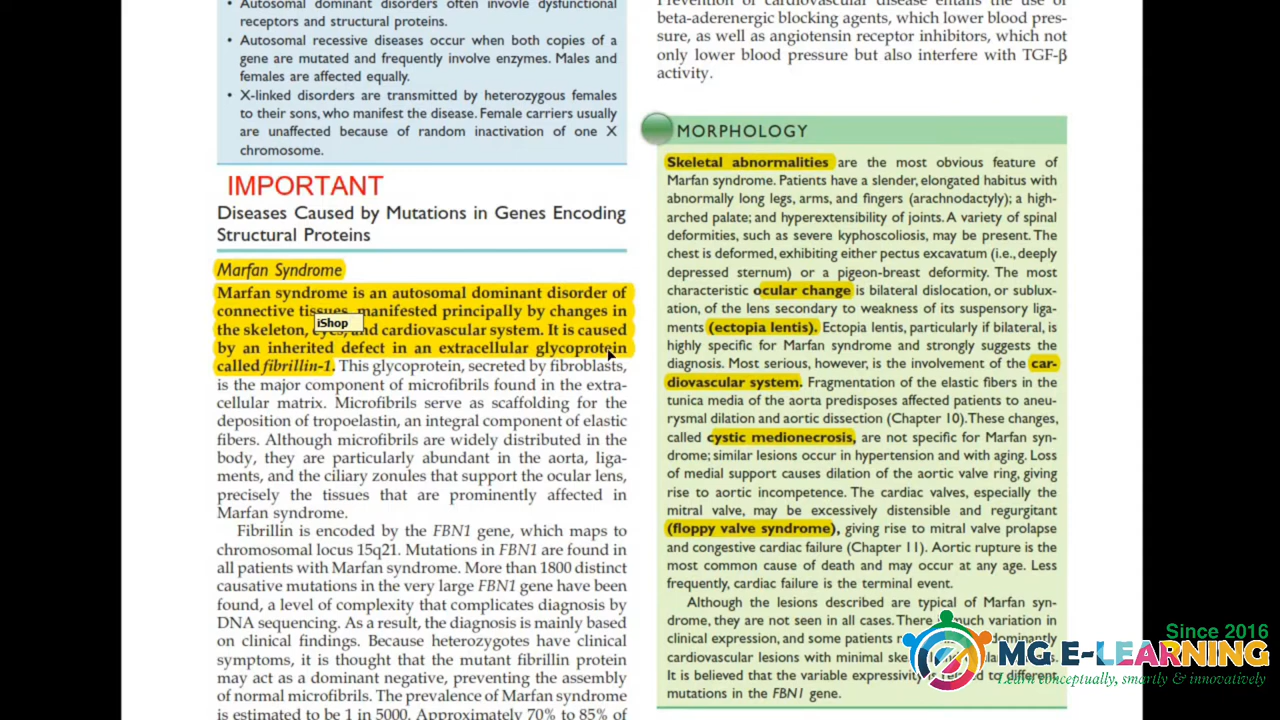 • Autosomal dominant disorders often invovle dysfunctional
receptors and structural proteins.
• Autosomal recessive diseases occur when both copies of a
gene are mutated and frequently involve enzymes. Males and
females are affected equally.
• X-linked disorders are transmitted by heterozygous females
to their sons, who manifest the disease. Female carriers usually
are unaffected because of random inactivation of one X
chromosome.
IMPORTANT
Diseases Caused by Mutations in Genes Encoding
Structural Proteins
Marfan Syndrome
Marfan syndrome is an autosomal dominant disorder of
connective tissues, manifested principally by changes in
the skeleton, eyes, and cardiovascular system. It is caused
iShop
by an inherited defect in an extracellular glycoprotein
called fibrillin-1. This glycoprotein, secreted by fibroblasts,
is the major component of microfibrils found in the extra-
cellular matrix. Microfibrils serve as scaffolding for the
deposition of tropoelastin, an integral component of elastic
fibers. Although microfibrils are widely distributed in the
body, they are particularly abundant in the aorta, liga-
ments, and the ciliary zonules that support the ocular lens,
precisely the tissues that are prominently affected in
Marfan syndrome.
Fibrillin is encoded by the FBN1 gene, which maps to
chromosomal locus 15q21. Mutations in FBN1 are found in
all patients with Marfan syndrome. More than 1800 distinct
causative mutations in the very large FBN1 gene have been
found, a level of complexity that complicates diagnosis by
DNA sequencing. As a result, the diagnosis is mainly based
on clinical findings. Because heterozygotes have clinical
symptoms, it is thought that the mutant fibrillin protein
may act as a dominant negative, preventing the assembly
of normal microfibrils. The prevalence of Marfan syndrome
is estimated to be 1 in 5000. Approximately 70% to 85% of
Prevention of cardiovascular disease entails the use of
beta-aderenergic blocking agents, which lower blood pres-
sure, as well as angiotensin receptor inhibitors, which not
only lower blood pressure but also interfere with TGF-β
activity.
MORPHOLOGY
Skeletal abnormalities are the most obvious feature of
Marfan syndrome. Patients have a slender, elongated habitus with
abnormally long legs, arms, and fingers (arachnodactyly); a high-
arched palate; and hyperextensibility of joints. A variety of spinal
deformities, such as severe kyphoscoliosis, may be present. The
chest is deformed, exhibiting either pectus excavatum (i.e., deeply
depressed sternum) or a pigeon-breast deformity. The most
characteristic ocular change is bilateral dislocation, or sublux-
ation, of the lens secondary to weakness of its suspensory liga-
ments (ectopia lentis). Ectopia lentis, particularly if bilateral, is
highly specific for Marfan syndrome and strongly suggests the
diagnosis. Most serious, however, is the involvement of the car-
diovascular system. Fragmentation of the elastic fibers in the
tunica media of the aorta predisposes affected patients to aneu-
rysmal dilation and aortic dissection (Chapter 10). These changes,
called cystic medionecrosis, are not specific for Marfan syn-
drome; similar lesions occur in hypertension and with aging. Loss
of medial support causes dilation of the aortic valve ring, giving
rise to aortic incompetence. The cardiac valves, especially the
mitral valve, may be excessively distensible and regurgitant
(floppy valve syndrome), giving rise to mitral valve prolapse
and congestive cardiac failure (Chapter 11). Aortic rupture is the
most common cause of death and may occur at any age. Less
frequently, cardiac failure is the terminal event.
Although the lesions described are typical of Marfan syn-
drome, they are not seen in all cases. There is much variation in
clinical expression, and some patients predominantly
cardiovascular lesions with minimal
It is believed that the variable expressivity is related to different
mutations in the FBN1 gene.
Since 2016
MG E-LEARNING
Learn conceptually, smartly & innovatively